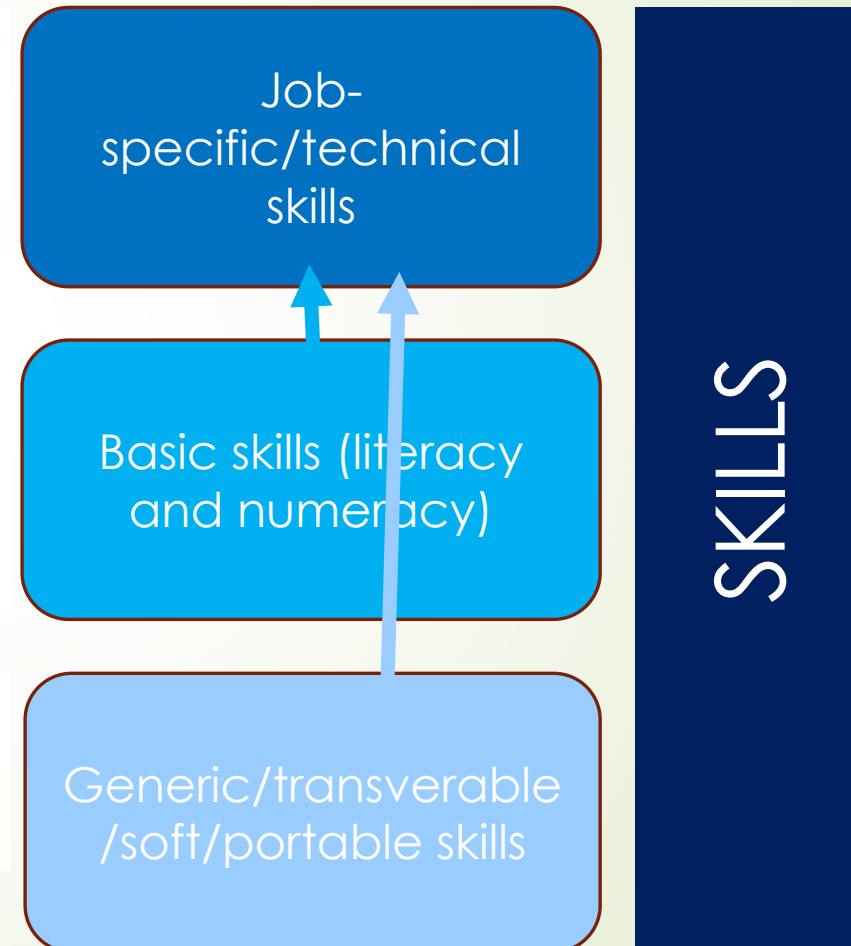 Job-
specific/technical
skills
Basic skills (literacy
and numeracy)
Generic/transverable
/soft/portable skills
SKILLS